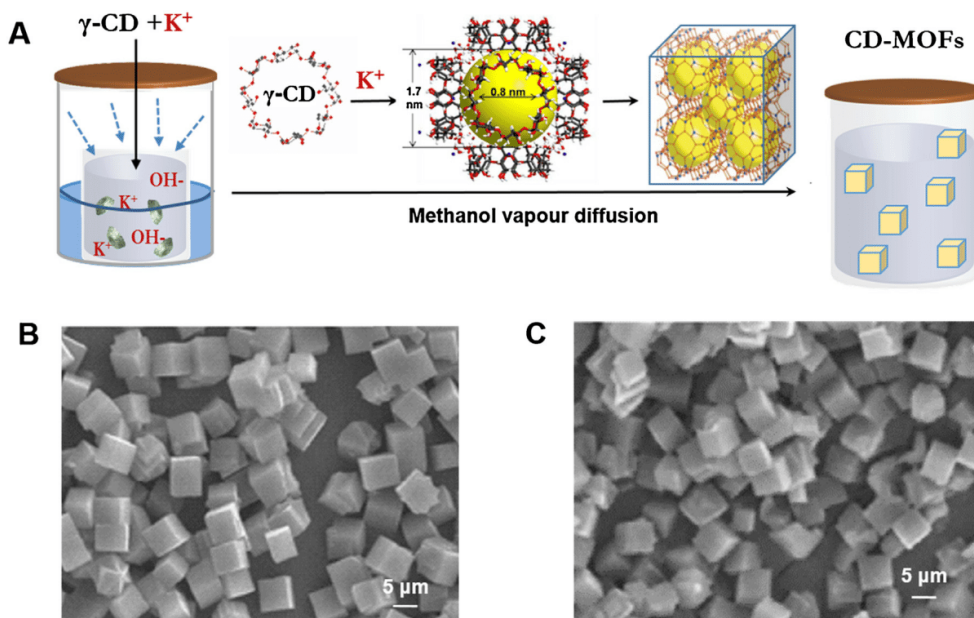 A
γ-CD +K⁺
OH-
K⁺
OH-
K⁺
γ-CD
K⁺
1.7
nm
0.8 nm
Methanol vapour diffusion
CD-MOFs
B
5 µm
C
5 µm